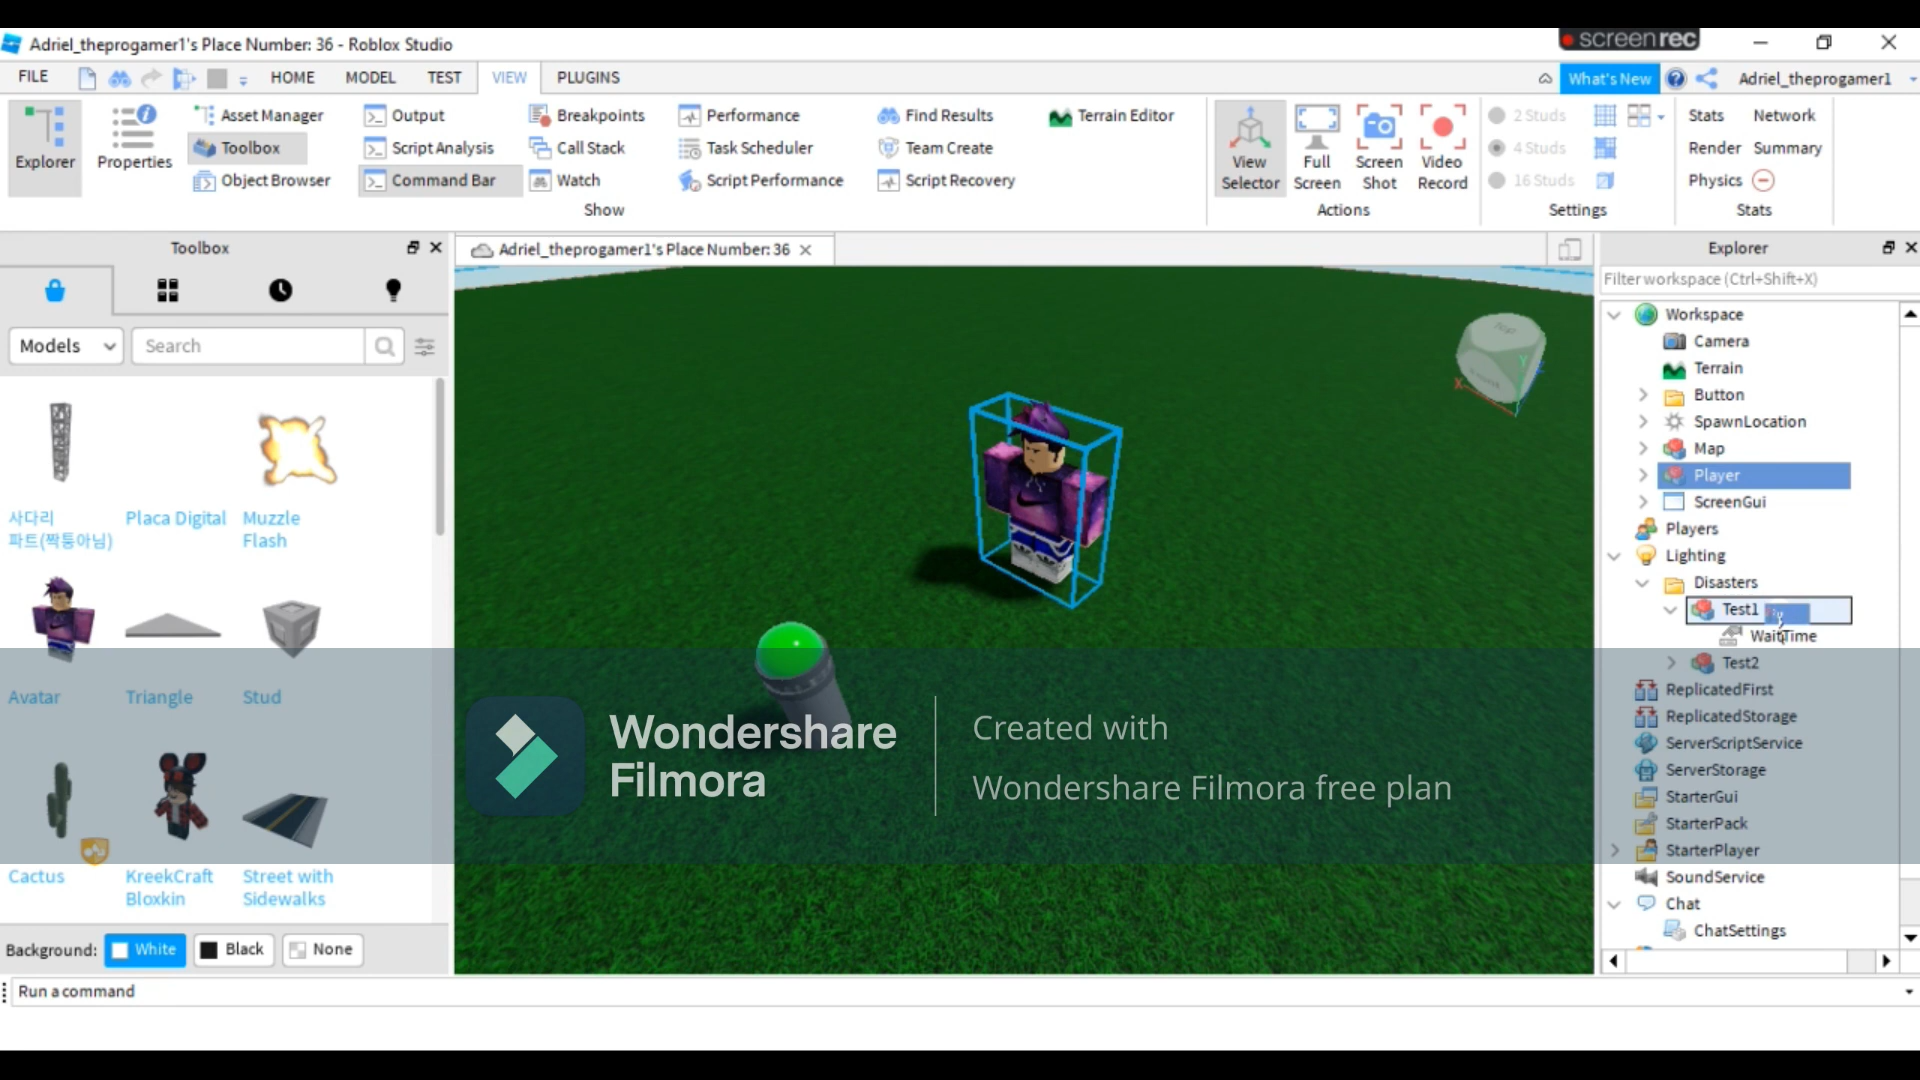 screenrec
Adriel_theprogamer1's Place Number: 36 - Roblox Studio
FILE
HOME
MODEL
TEST
VIEW
PLUGINS
What's New
Adriel_theprogamer1
Explorer
Properties
Asset Manager
Toolbox
Object Browser
Output
Script Analysis
Command Bar
Breakpoints
Call Stack
Watch
Performance
Task Scheduler
Script Performance
Find Results
Team Create
Script Recovery
Terrain Editor
Show
View
Selector
Full
Screen
Screen
Shot
Video
Record
Actions
2 Studs
4 Studs
16 Studs
Settings
Stats
Network
Render
Summary
Physics
Stats
Toolbox
Models
Search
사다리
파트(짝퉁아님)
Placa Digital
Muzzle
Flash
Avatar
Triangle
Stud
Cactus
KreekCraft
Bloxkin
Street with
Sidewalks
Background:
White
Black
None
Adriel_theprogamer1's Place Number: 36
Wondershare
Filmora
Created with
Wondershare Filmora free plan
Explorer
Filter workspace (Ctrl+Shift+X)
Workspace
Camera
Terrain
Button
SpawnLocation
Map
Player
ScreenGui
Players
Lighting
Disasters
Test1
WaitTime
Test2
ReplicatedFirst
ReplicatedStorage
ServerScriptService
ServerStorage
StarterGui
StarterPack
StarterPlayer
SoundService
Chat
ChatSettings
Run a command